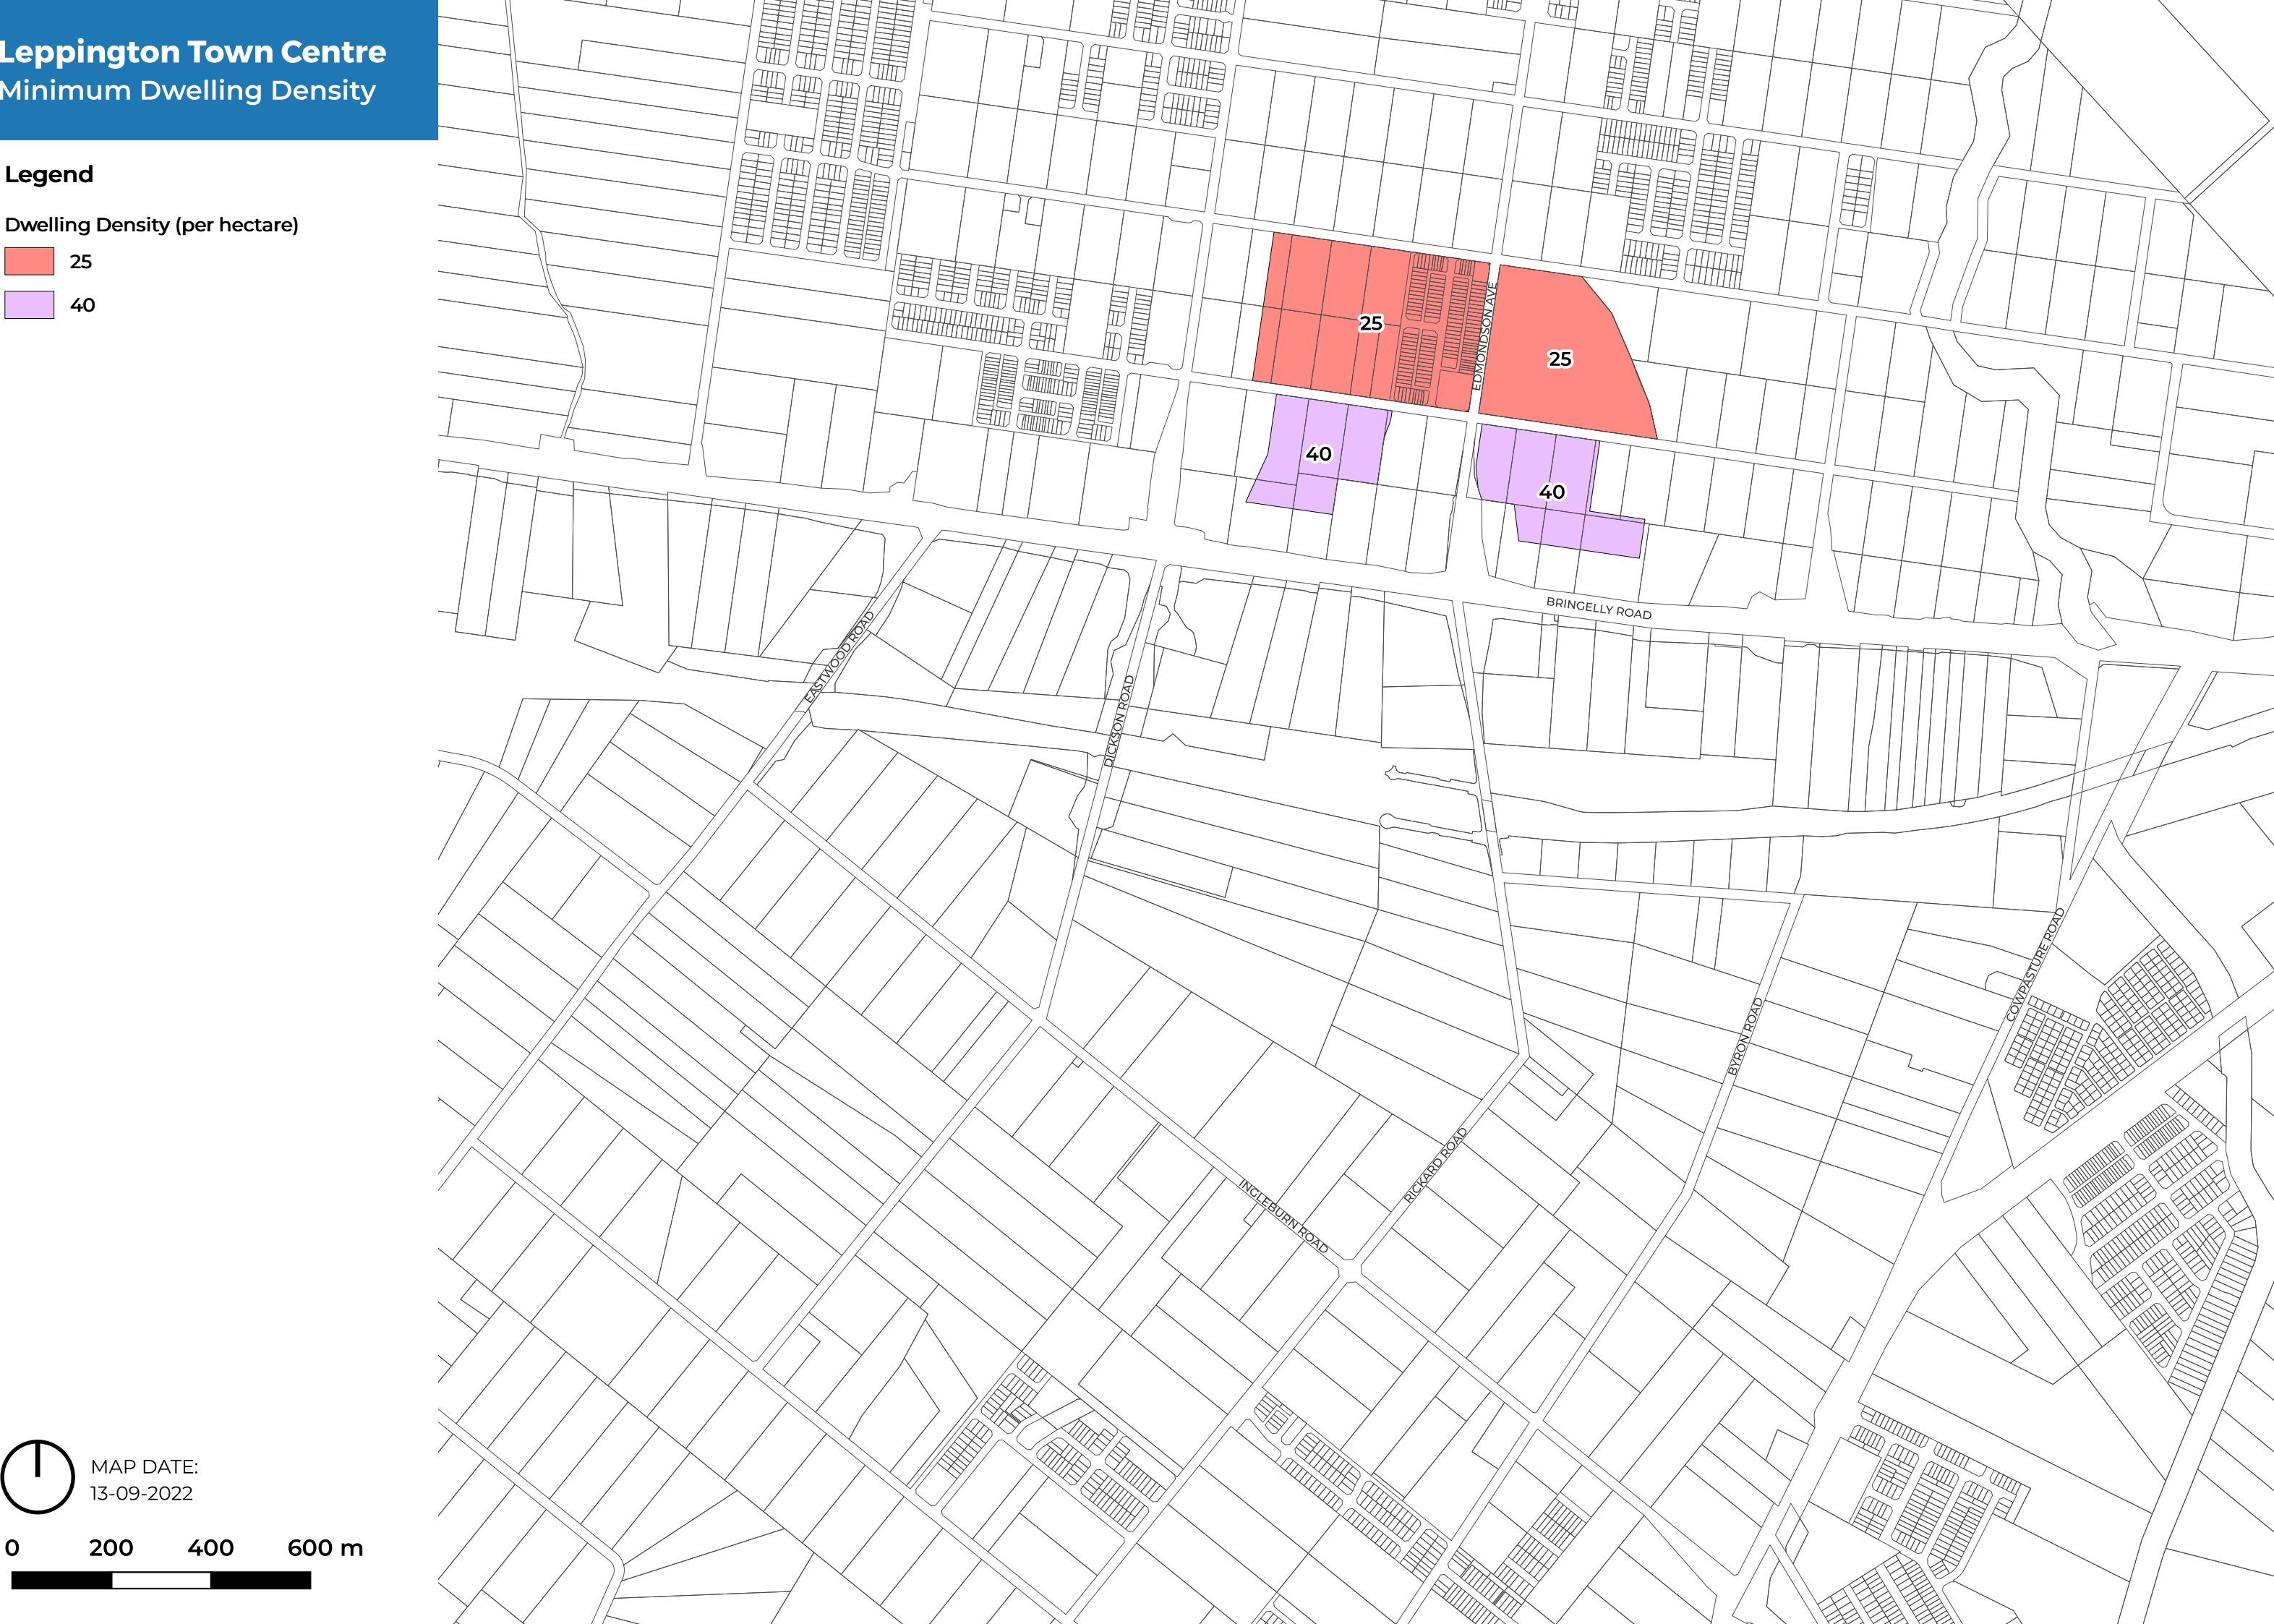 Leppington Town Centre
Minimum Dwelling Density
Legend
Dwelling Density (per hectare)
25
40
25
EDMONDSON AVE
25
40
40
BRINGELLY ROAD
EASTWOOD ROAD
DICKSON ROAD
COWPASTURE ROAD
BYRON ROAD
RICKARD ROAD
INGLEBURN ROAD
MAP DATE:
13-09-2022
0 200 400 600 m